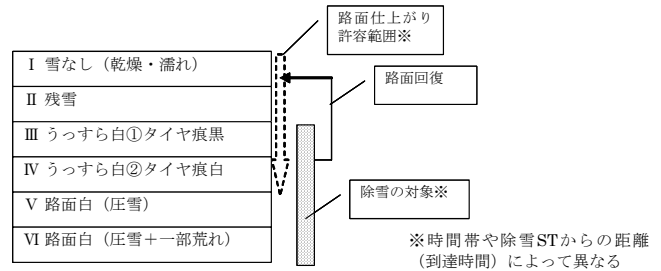 路面仕上がり
許容範囲※
Ⅰ 雪なし（乾燥・濡れ）
Ⅱ 残雪
Ⅲ うっすら白①タイヤ痕黒
Ⅳ うっすら白②タイヤ痕白
Ⅴ 路面白（圧雪）
Ⅵ 路面白（圧雪＋一部荒れ）
路面回復
除雪の対象※
※時間帯や除雪STからの距離
（到達時間）によって異なる